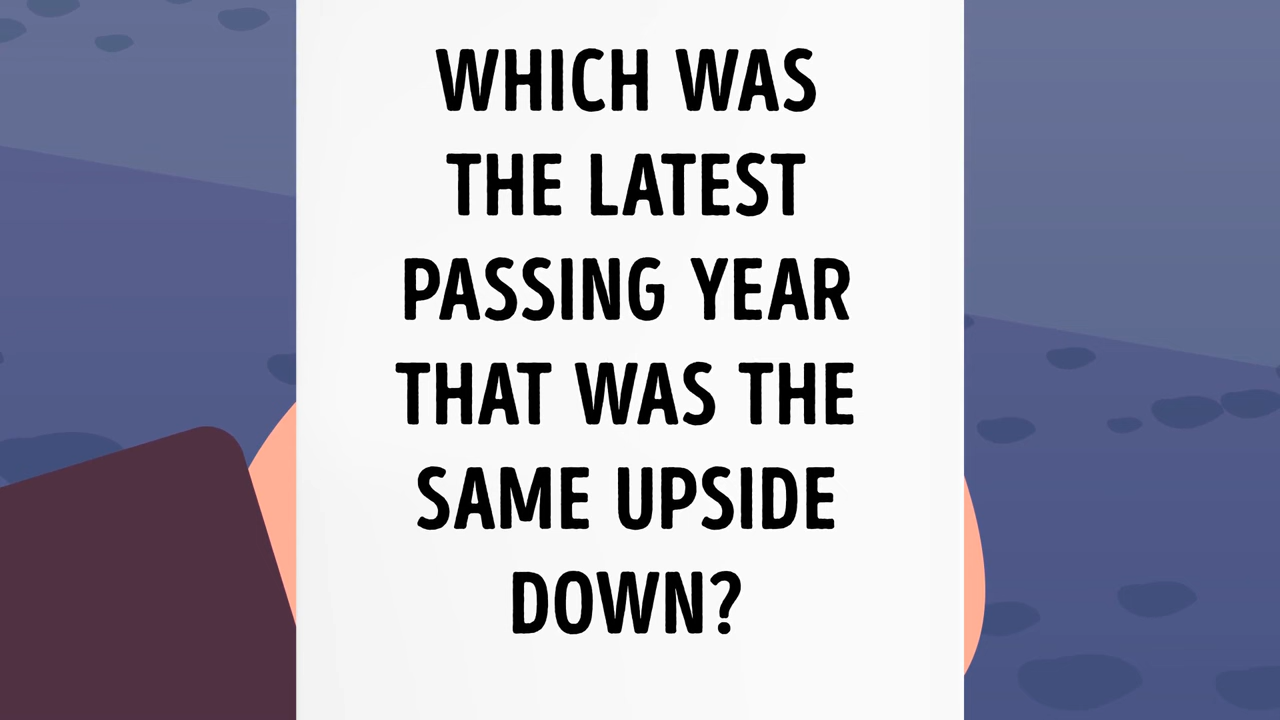 WHICH WAS
THE LATEST
PASSING YEAR
THAT WAS THE
SAME UPSIDE
DOWN?